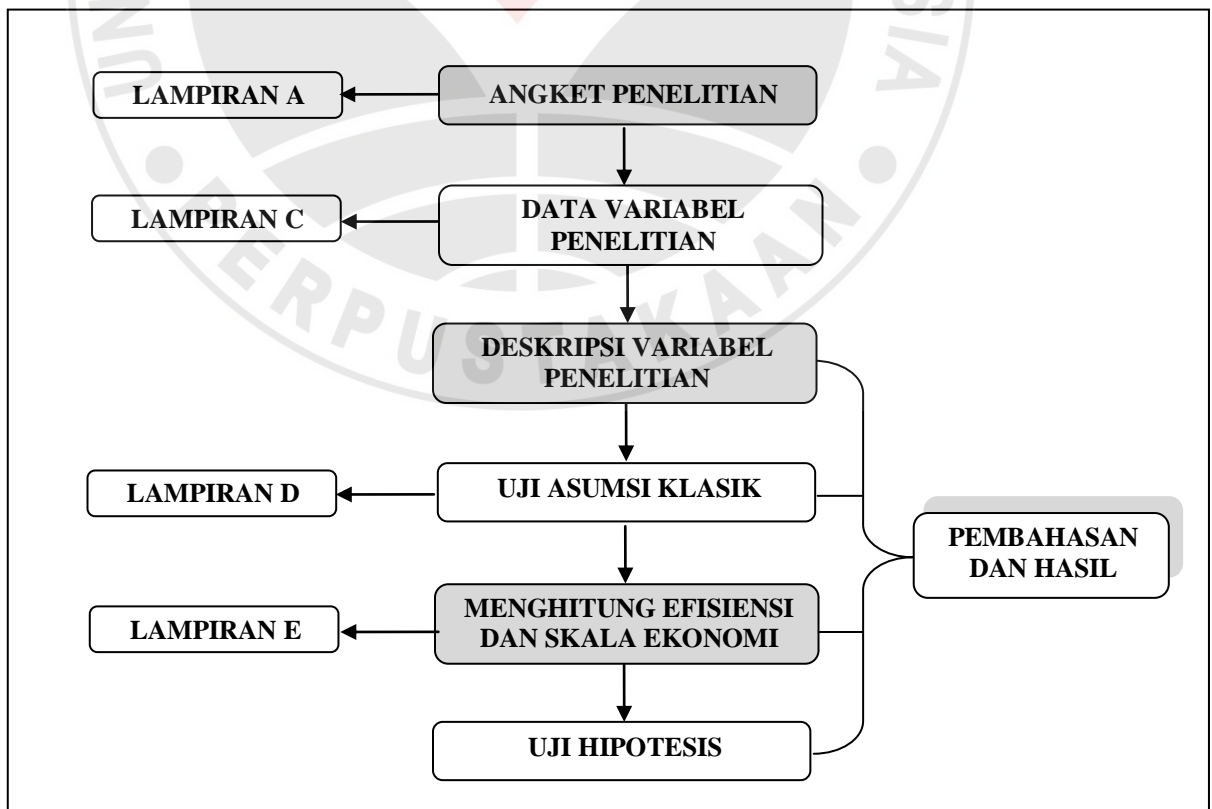 LAMPIRAN A
ANGKET PENELITIAN
LAMPIRAN C
DATA VARIABEL
PENELITIAN
DESKRIPSI VARIABEL
PENELITIAN
LAMPIRAN D
UJI ASUMSI KLASIK
PEMBAHASAN
DAN HASIL
LAMPIRAN E
MENGHITUNG EFISIENSI
DAN SKALA EKONOMI
UJI HIPOTESIS
PERPUSTAKAAN